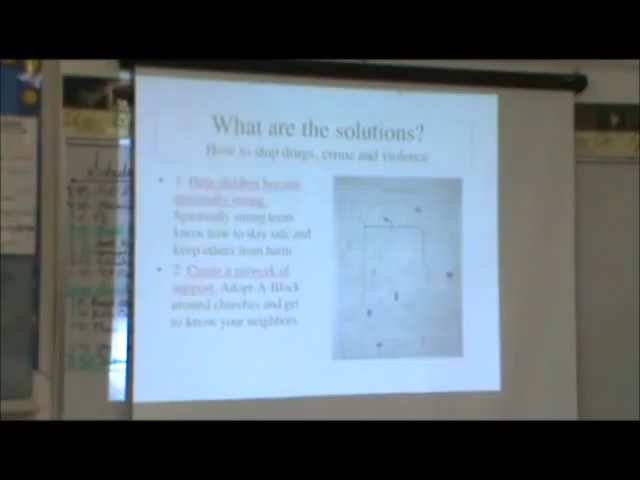 What are the solutions?
How to stop drugs, crime and violence
• 1. Help children become
spiritually strong.
Spiritually strong teens
know how to stay safe and
keep others from harm.
• 2. Create a network of
support. Adopt-A-Block
around churches and get
to know your neighbors.